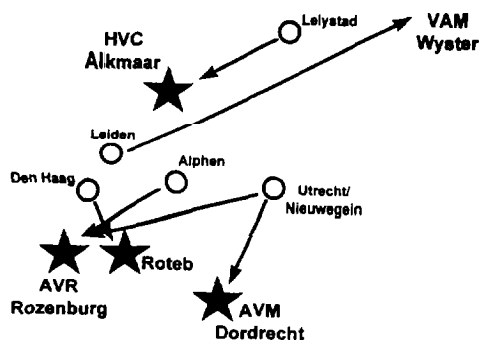 Lelystad
VAM
Wyster
HVC
Alkmaar
Leiden
Alphen
Den Haag
Utrecht/
Nieuwegein
AVR
Rozenburg
Roteb
AVM
Dordrecht